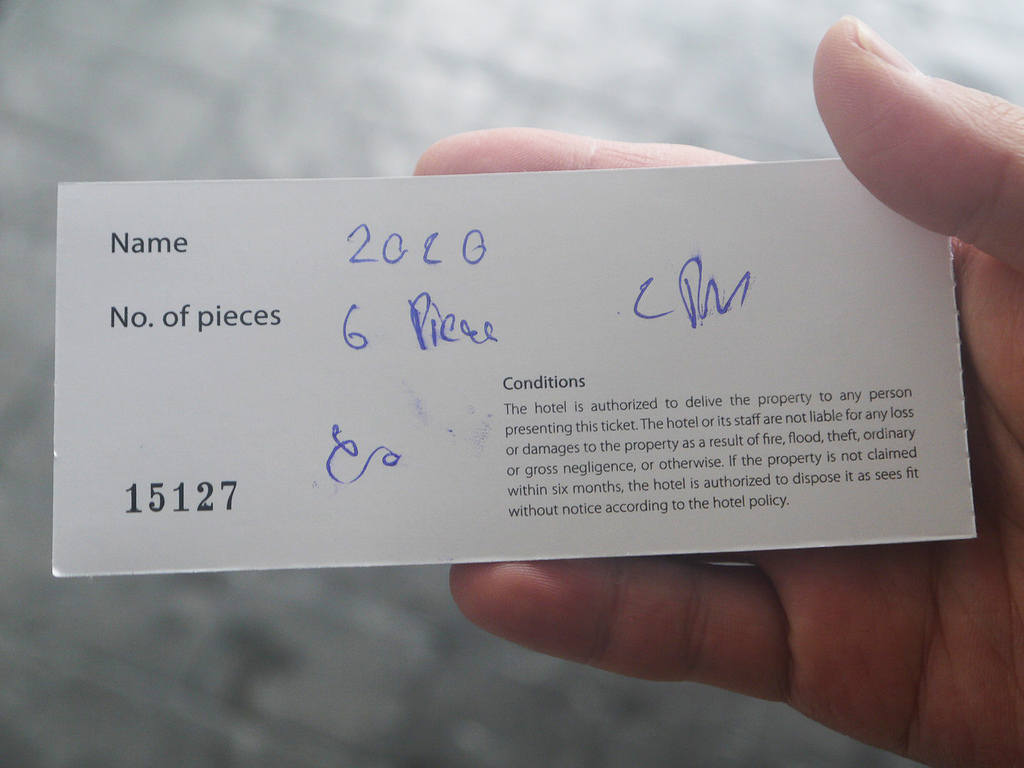 Name 2020
No. of pieces 6 Piece
Conditions
The hotel is authorized to delive the property to any person
presenting this ticket. The hotel or its staff are not liable for any loss
or damages to the property as a result of fire, flood, theft, ordinary
or gross negligence, or otherwise. If the property is not claimed
within six months, the hotel is authorized to dispose it as sees fit
without notice according to the hotel policy.
15127